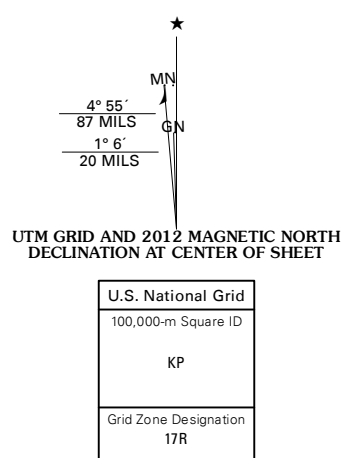 ★
MN
4° 55´
87 MILS
GN
1° 6´
20 MILS
UTM GRID AND 2012 MAGNETIC NORTH
DECLINATION AT CENTER OF SHEET
U.S. National Grid
100,000-m Square ID
KP
Grid Zone Designation
17R